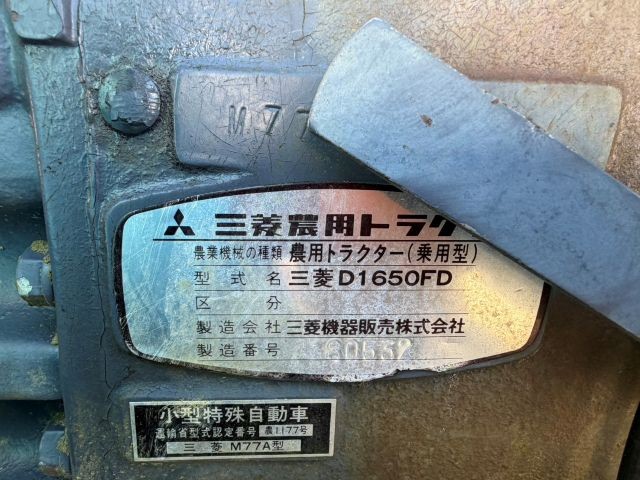 M77
三菱農用トラク
農業機械の種類 農用トラクター(乗用型)
型式名 三菱D1650FD
区分
製造会社 三菱機器販売株式会社
製造番号 80532
小型特殊自動車
運輸省型式認定番号 農1177号
三菱 M77A型